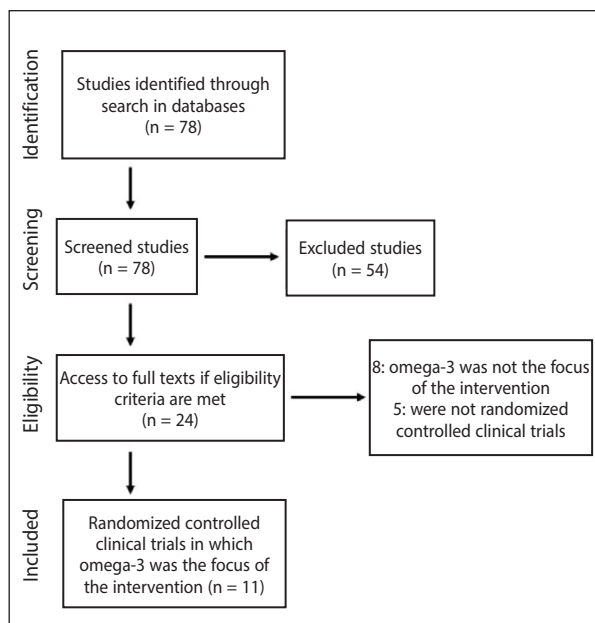 Identification
Studies identified through
search in databases
(n = 78)
Screening
Screened studies
(n = 78)
Excluded studies
(n = 54)
Eligibility
Access to full texts if eligibility
criteria are met
(n = 24)
8: omega-3 was not the focus
of the intervention
5: were not randomized
controlled clinical trials
Included
Randomized controlled
clinical trials in which
omega-3 was the focus of
the intervention (n = 11)